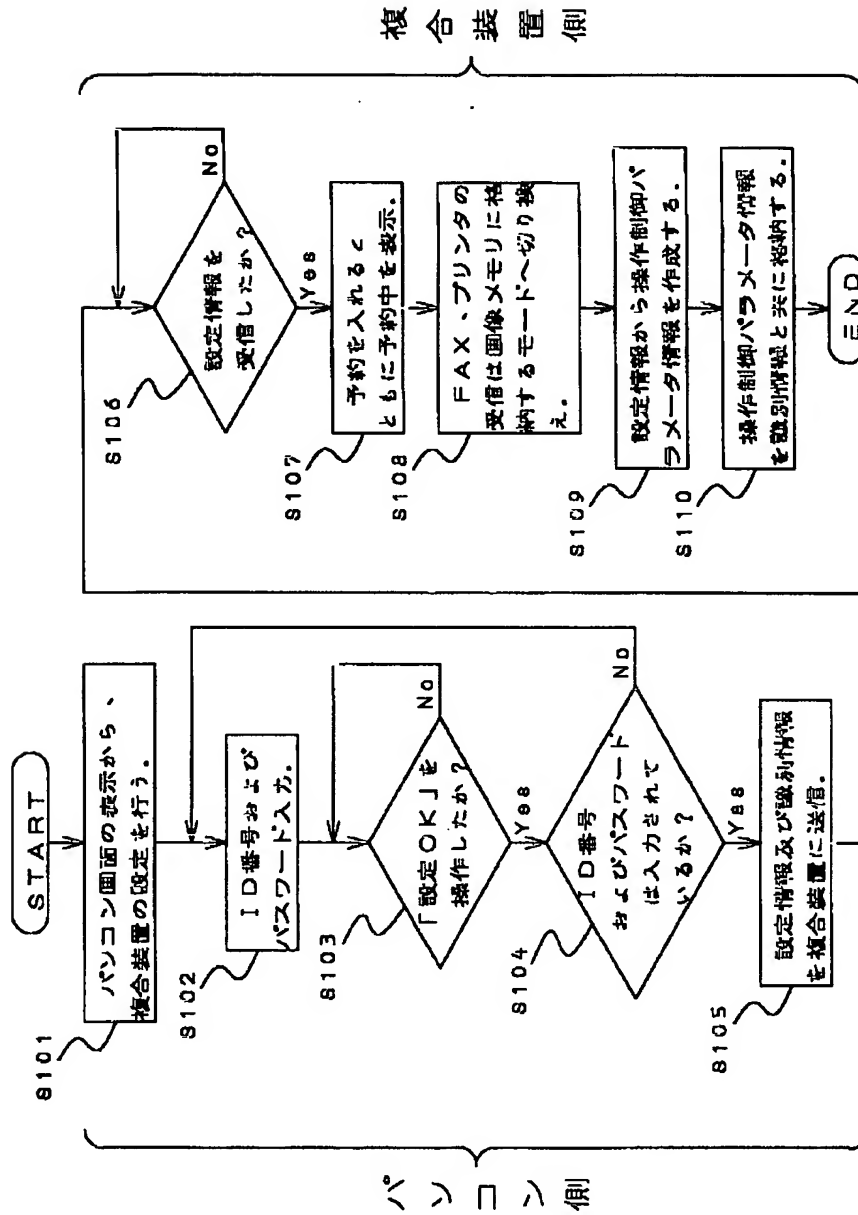 START
S101
パソコン画面の表示から、
複合装置の設定を行う。
S102
ID番号および
パスワード入力。
S103
「設定OK」を
操作したか？
No
Yes
S104
ID番号
およびパスワード
は入力されて
いるか？
No
Yes
S105
設定情報及び識別情報
を複合装置に送信。
パソコン側
S106
設定情報を
受信したか？
No
Yes
S107
予約を入れると
ともに予約中を表示。
S108
FAX、プリンタの
受信は画像メモリに格
納するモードへ切り換
え。
S109
設定情報から操作制御パ
ラメータ情報を作成する。
S110
操作制御パラメータ情報
を識別情報と共に格納する。
END
複合装置側